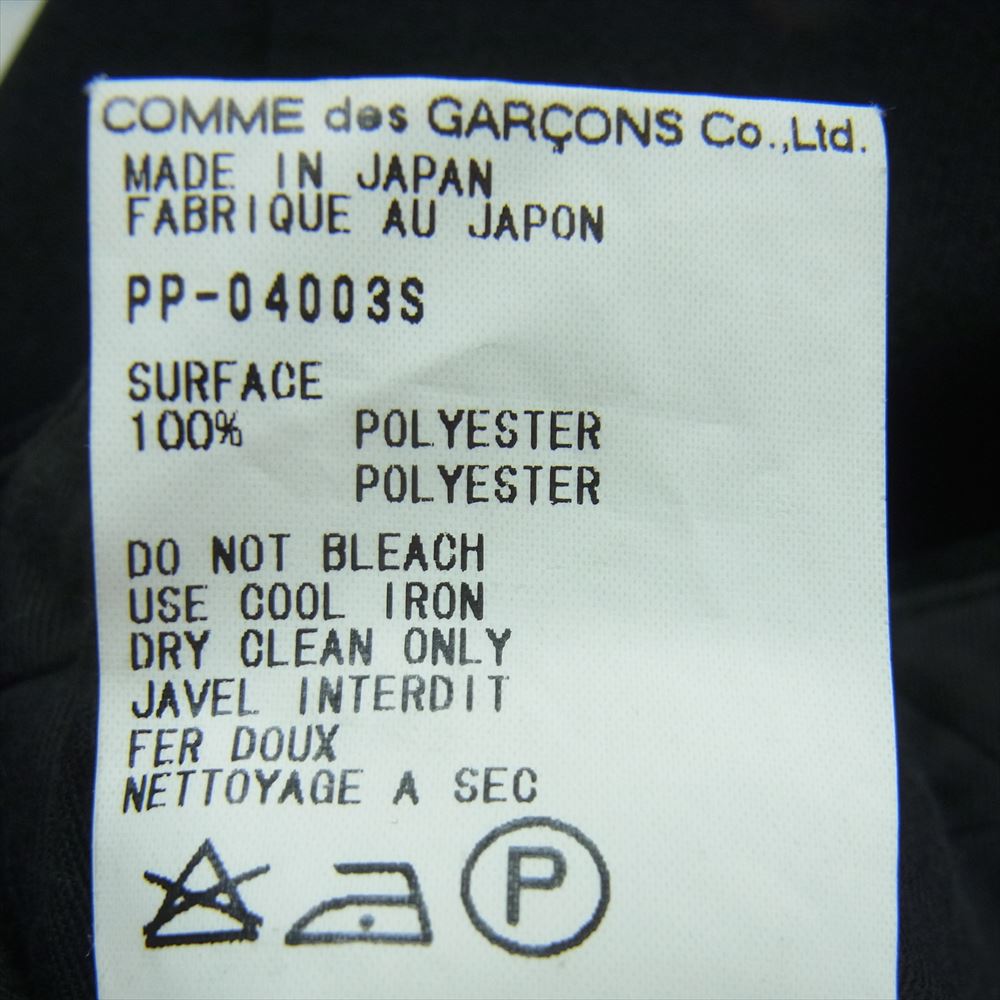 COMME des GARÇONS Co.,Ltd.
MADE IN JAPAN
FABRIQUE AU JAPON
PP-04003S
SURFACE
100% POLYESTER
POLYESTER
DO NOT BLEACH
USE COOL IRON
DRY CLEAN ONLY
JAVEL INTERDIT
FER DOUX
NETTOYAGE A SEC
P